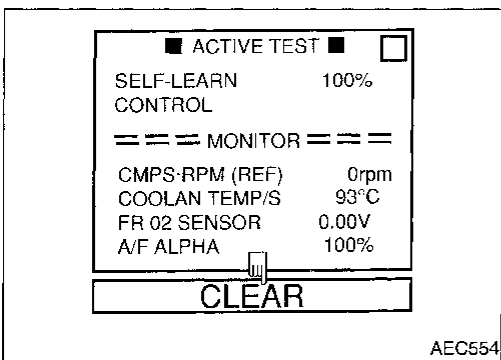 ■ ACTIVE TEST ■
SELF-LEARN 100%
CONTROL
=== MONITOR ===
CMPS·RPM (REF) 0rpm
COOLAN TEMP/S 93°C
FR 02 SENSOR 0.00V
A/F ALPHA 100%
CLEAR
AEC554